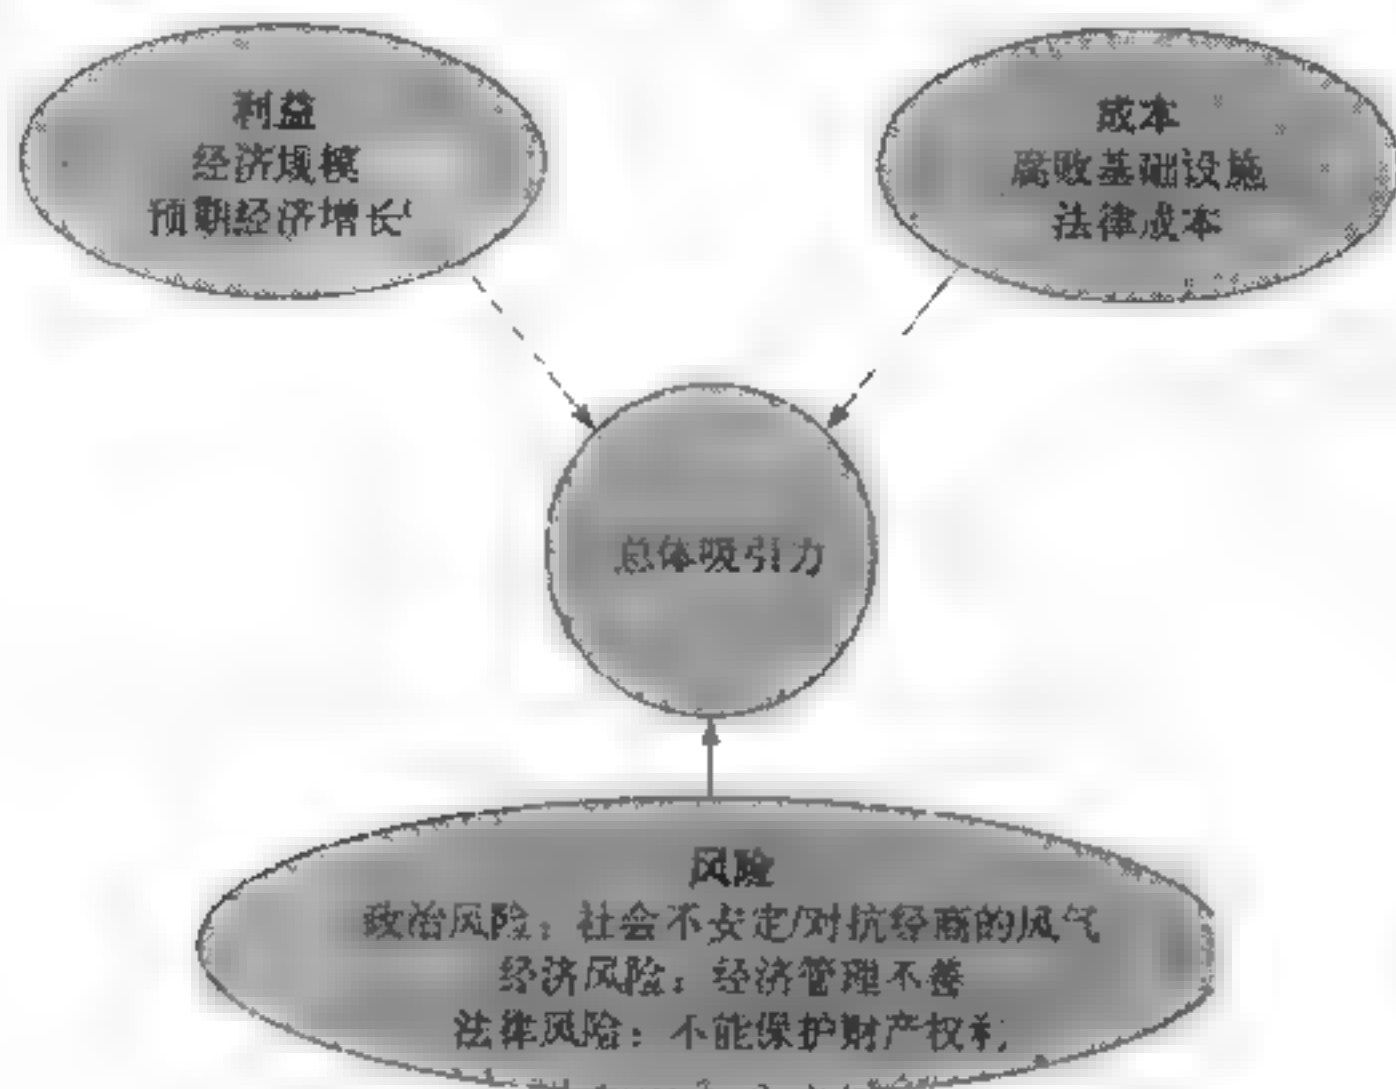 利益
经济规模
预期经济增长
成本
腐败基础设施
法律成本
总体吸引力
风险
政治风险：社会不安定/对抗经商的风气
经济风险：经济管理不善
法律风险：不能保护财产权利